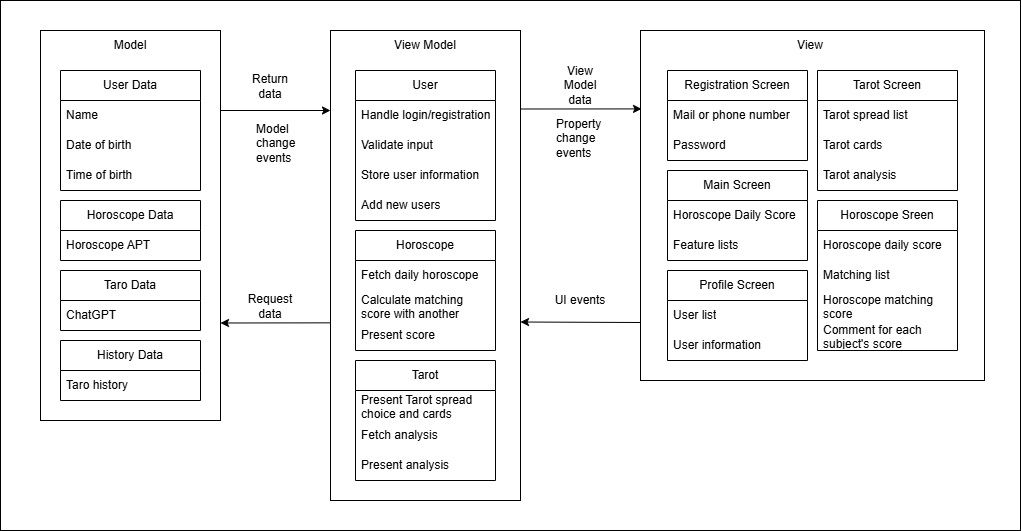 Model
User Data
Name
Date of birth
Time of birth
Horoscope Data
Horoscope APT
Taro Data
ChatGPT
History Data
Taro history
Return
data
Model
change
events
Request
data
View Model
User
Handle login/registration
Validate input
Store user information
Add new users
Horoscope
Fetch daily horoscope
Calculate matching
score with another
Present score
Tarot
Present Tarot spread
choice and cards
Fetch analysis
Present analysis
View
Model
data
Property
change
events
UI events
View
Registration Screen
Mail or phone number
Password
Main Screen
Horoscope Daily Score
Feature lists
Profile Screen
User list
User information
Tarot Screen
Tarot spread list
Tarot cards
Tarot analysis
Horoscope Sreen
Horoscope daily score
Matching list
Horoscope matching
score
Comment for each
subject's score